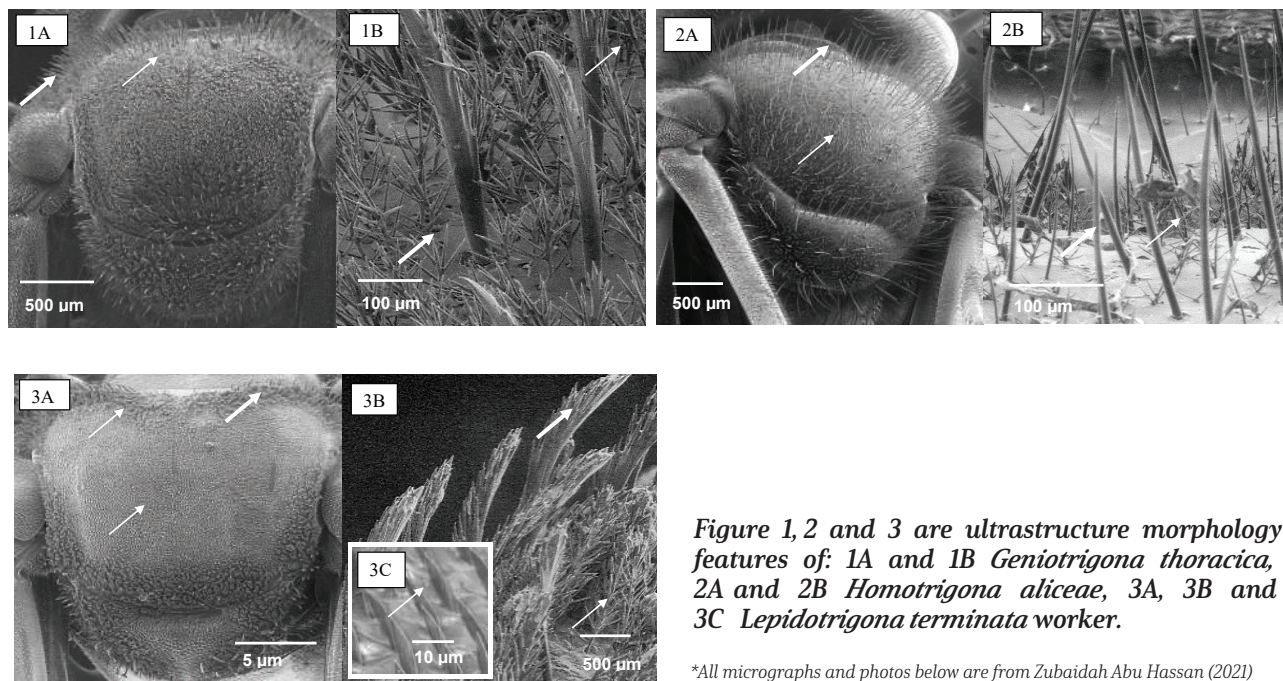 1A
500 µm
1B
100 µm
2A
500 µm
2B
100 µm
3A
5 µm
3B
3C
10 µm
500 µm
Figure 1, 2 and 3 are ultrastructure morphology
features of: 1A and 1B Geniotrigona thoracica,
2A and 2B Homotrigona aliceae, 3A, 3B and
3C Lepidotrigona terminata worker.
*All micrographs and photos below are from Zubaidah Abu Hassan (2021)